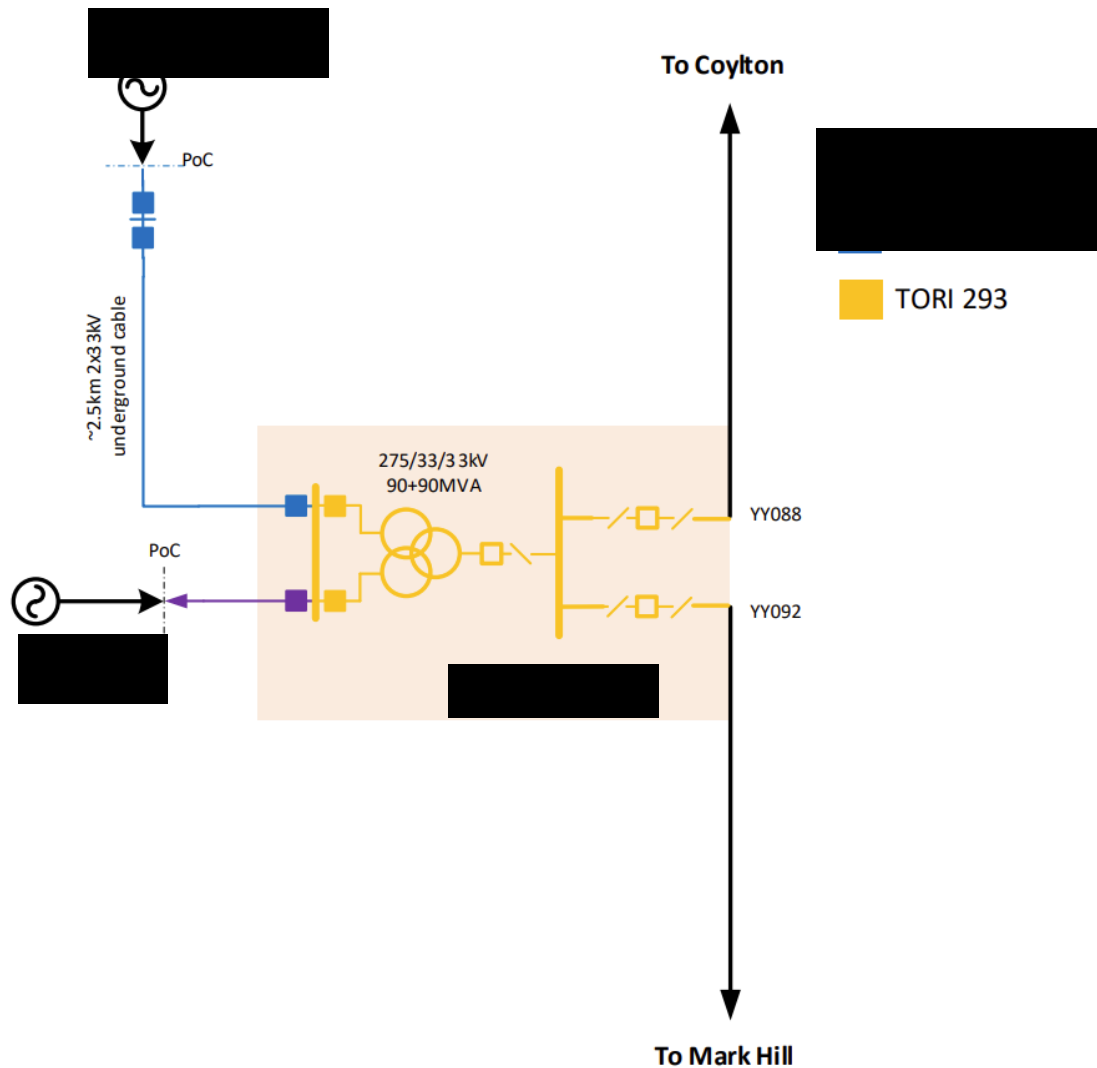 To Coylton
PoC
TORI 293
~2.5km 2x33kV
underground cable
275/33/33kV
90+90MVA
YY088
PoC
YY092
To Mark Hill